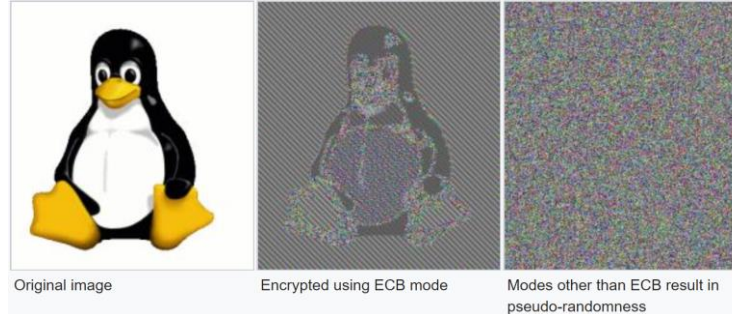 Original image
Encrypted using ECB mode
Modes other than ECB result in
pseudo-randomness